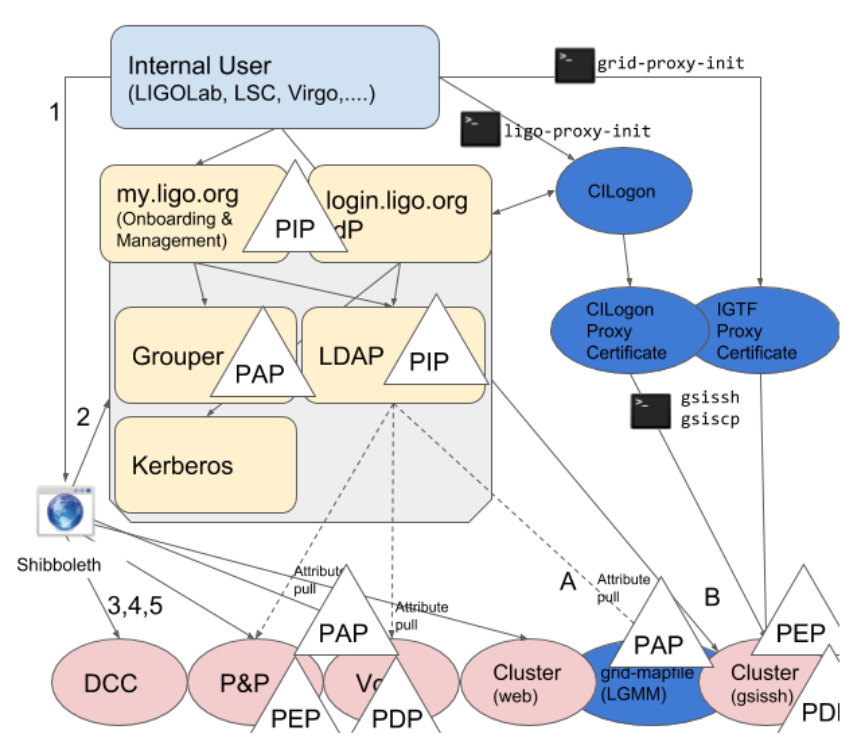 Internal User
(LIGOLab, LSC, Virgo,....)
grid-proxy-init
1
ligo-proxy-init
my.ligo.org
(Onboarding &
Management)
PIP
login.ligo.org
CILogon
Grouper
PAP
LDAP
PIP
CILogon
Proxy
Certificate
IGTF
Proxy
Certificate
gsissh
gsiscp
2
Kerberos
Shibboleth
3,4,5
Attribute
pull
Attribute
pull
A
Attribute
pull
B
PAP
PAP
PEP
DCC
P&P
PEP
PDP
Cluster
(web)
grid-mapfile
(LGMM)
Cluster
(gsissh)